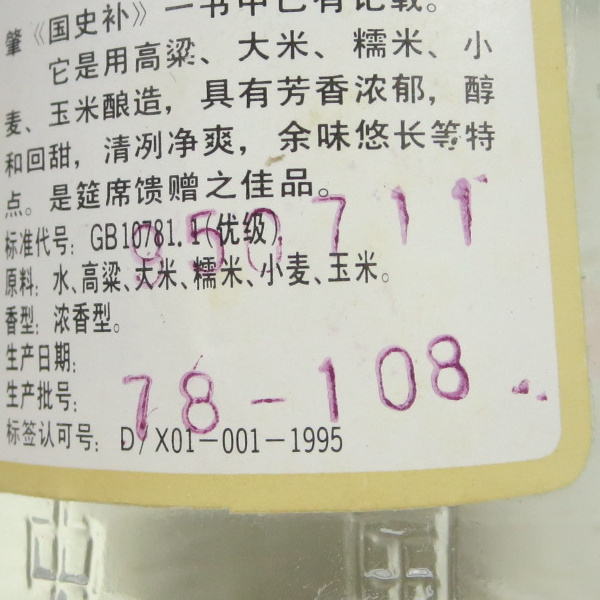 肇《国史补》一书中已有记载。
它是用高粱、大米、糯米、小
麦、玉米酿造，具有芳香浓郁，醇
和回甜，清冽净爽，余味悠长等特
点。是筵席馈赠之佳品。
950711
标准代号：GB10781.1(优级)
原料：水、高粱、大米、糯米、小麦、玉米。
香型：浓香型。
生产日期：
生产批号：
78-108
标签认可号：D/X01-001-1995